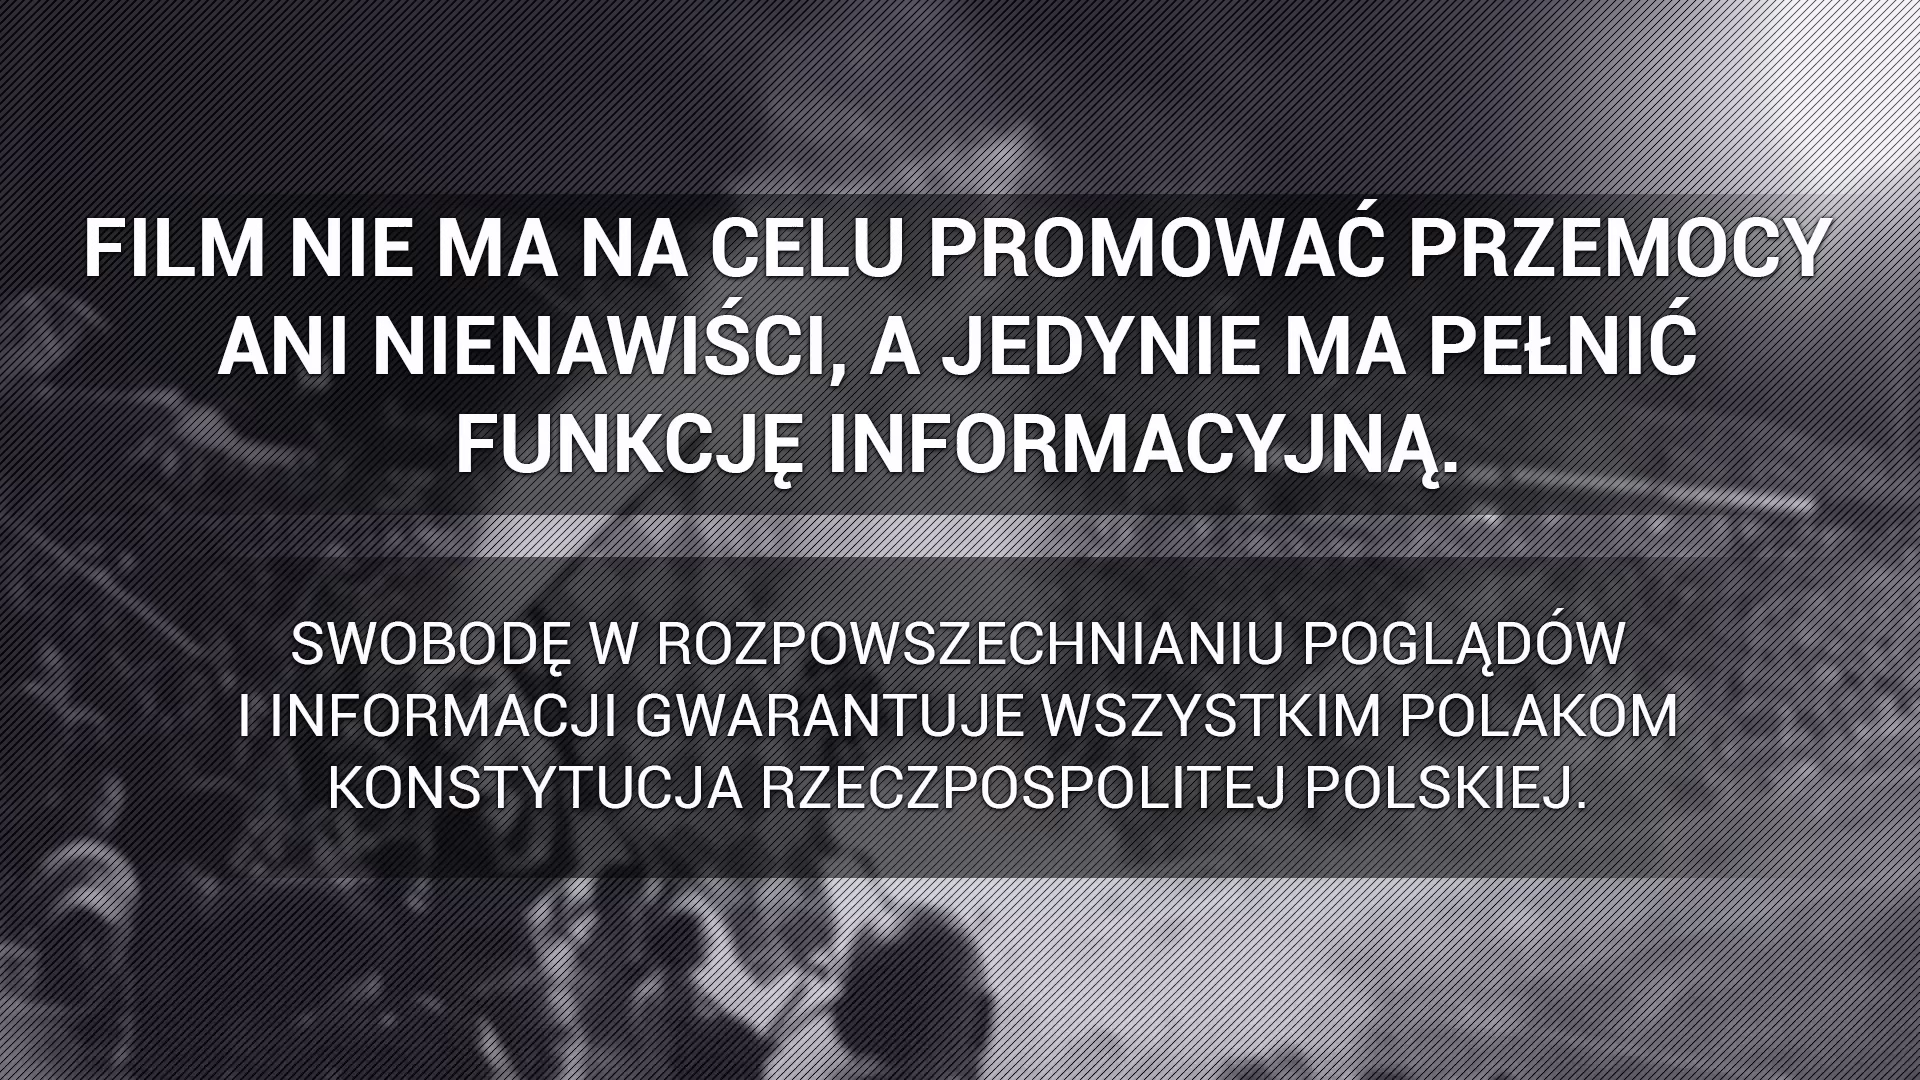 FILM NIE MA NA CELU PROMOWAĆ PRZEMOCY
ANI NIENAWIŚCI, A JEDYNIE MA PEŁNIĆ
FUNKCJĘ INFORMACYJNĄ.
SWOBODĘ W ROZPOWSZECHNIANIU POGLĄDÓW
I INFORMACJI GWARANTUJE WSZYSTKIM POLAKOM
KONSTYTUCJA RZECZPOSPOLITEJ POLSKIEJ.